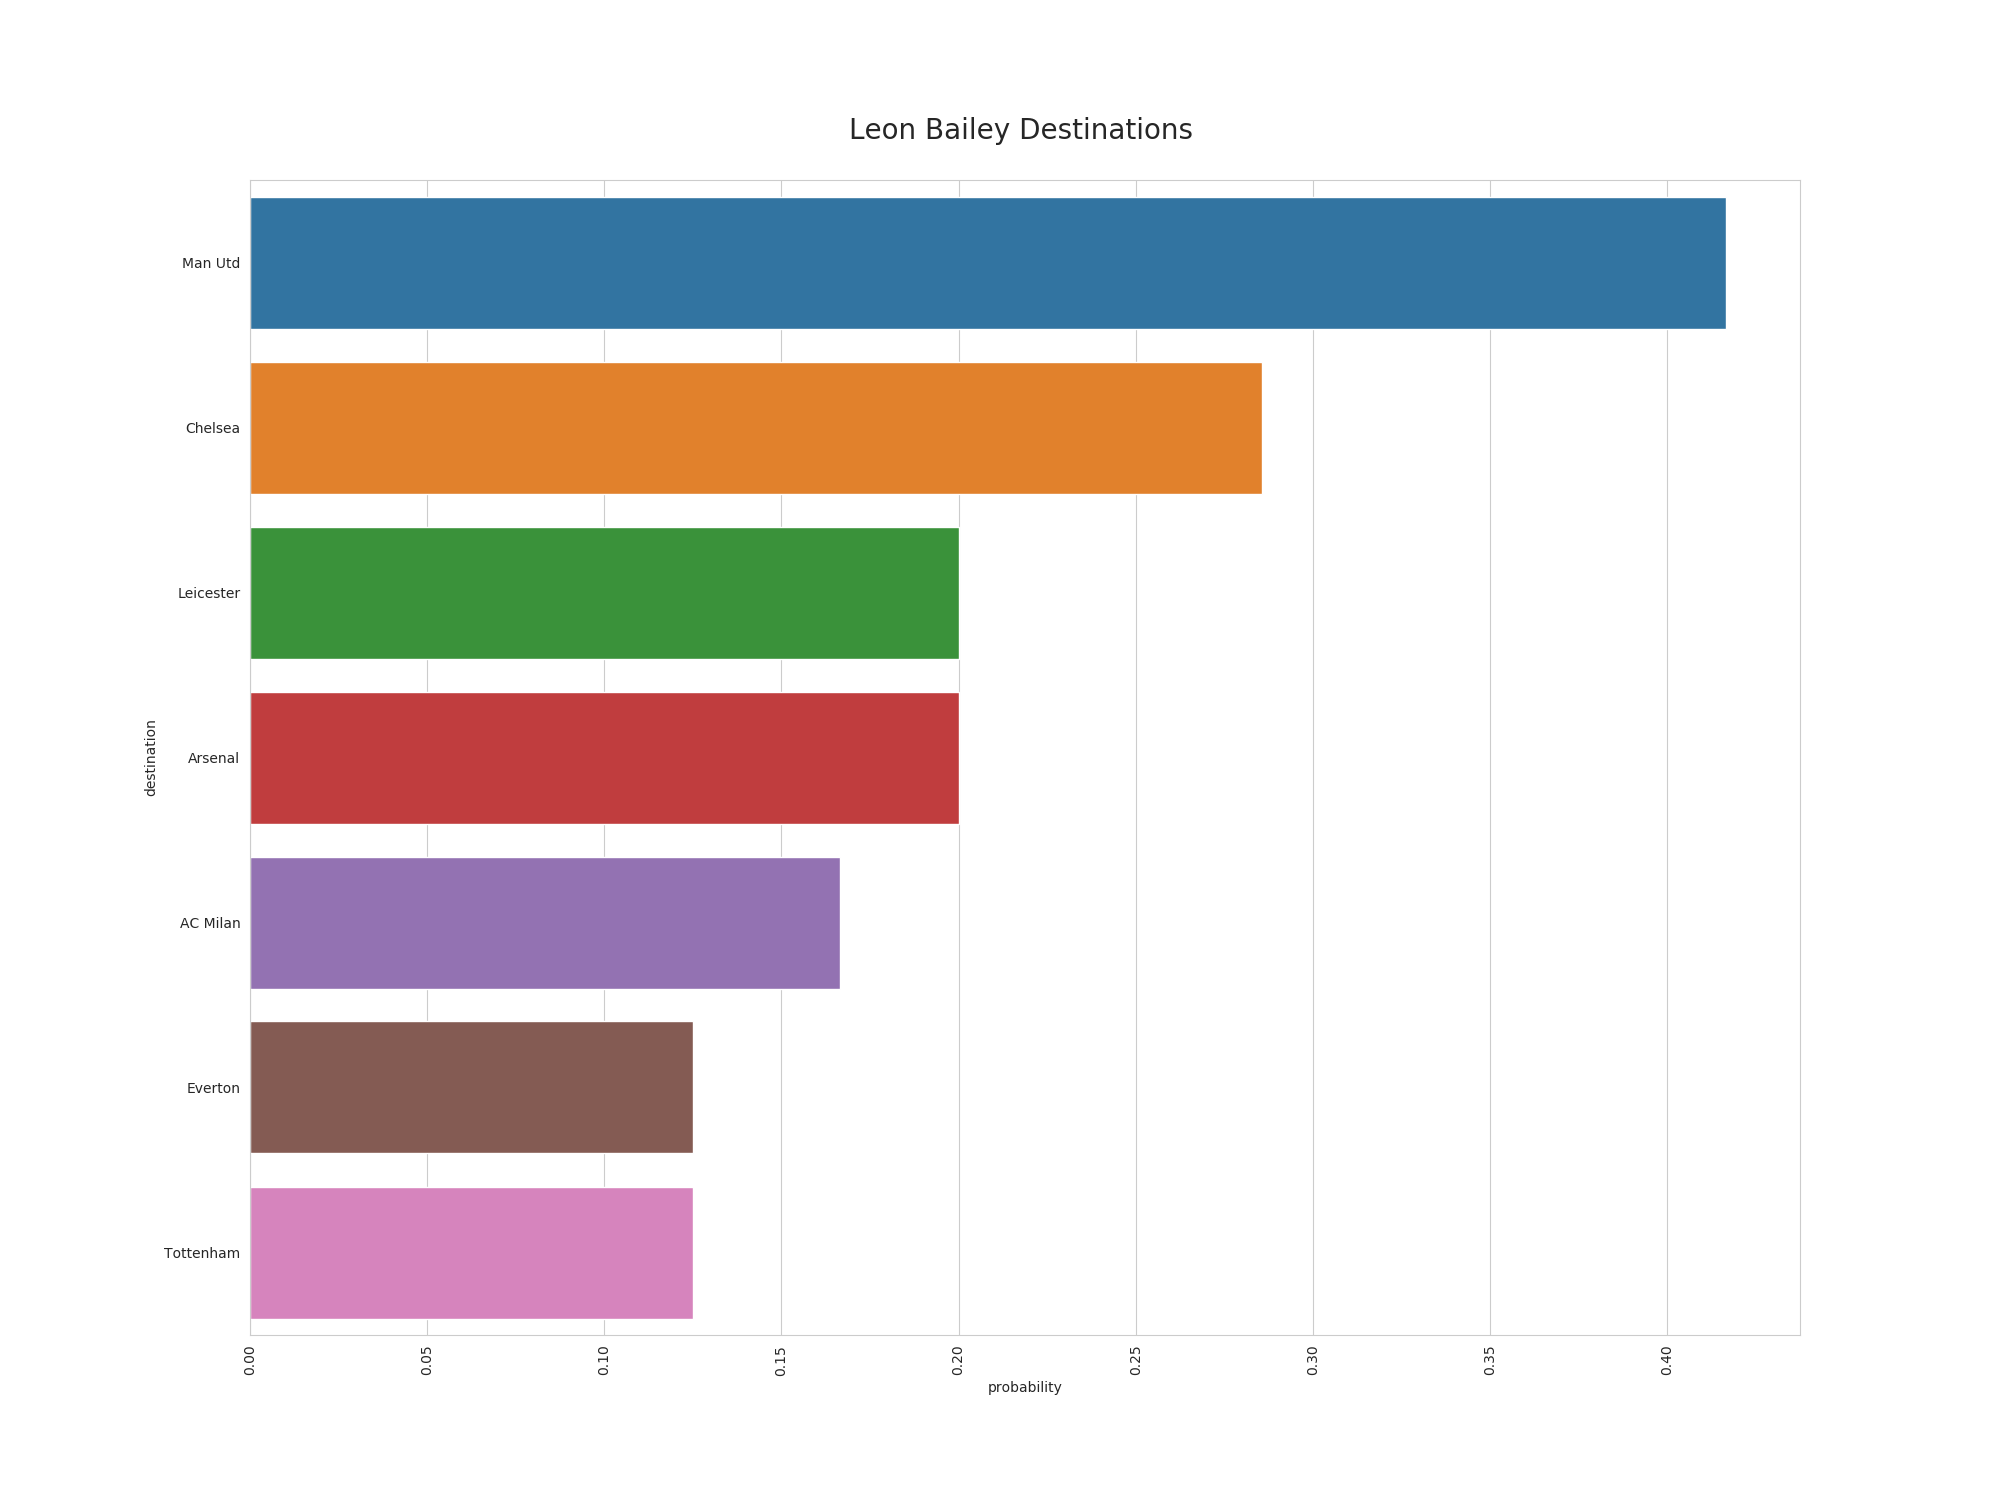 Leon Bailey Destinations
Man Utd
Chelsea
Leicester
Arsenal
AC Milan
Everton
Tottenham
destination
0.00
0.05
0.10
0.15
0.20
0.25
0.30
0.35
0.40
probability